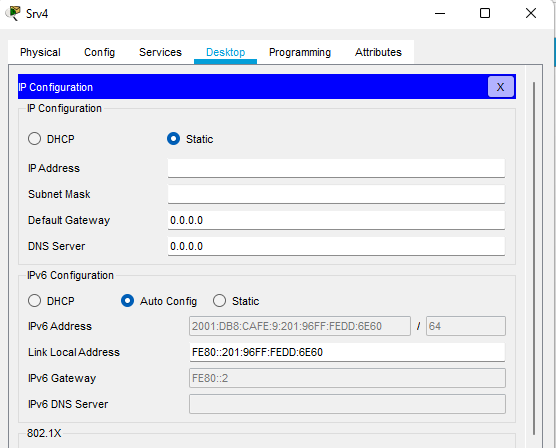 Srv4
Physical Config Services Desktop Programming Attributes
IP Configuration X
IP Configuration
DHCP Static
IP Address
Subnet Mask
Default Gateway 0.0.0.0
DNS Server 0.0.0.0
IPv6 Configuration
DHCP Auto Config Static
IPv6 Address 2001:DB8:CAFE:9:201:96FF:FEDD:6E60 / 64
Link Local Address FE80::201:96FF:FEDD:6E60
IPv6 Gateway FE80::2
IPv6 DNS Server
802.1X